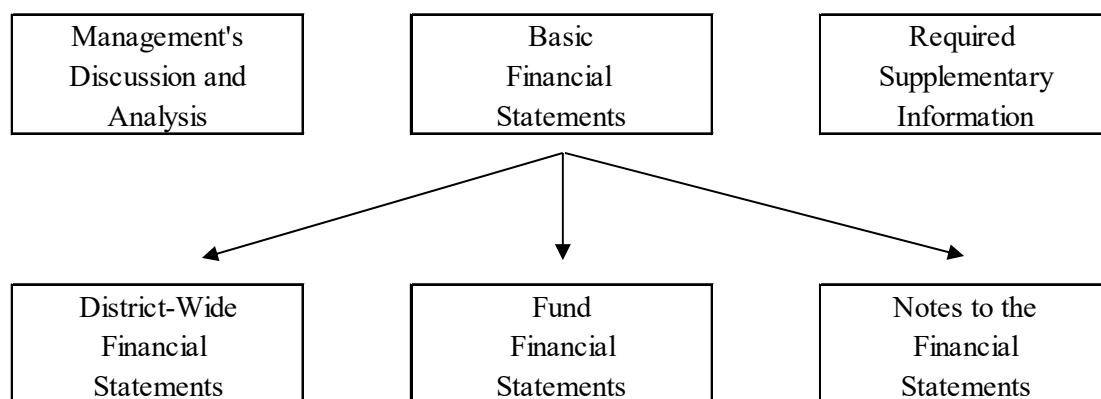 Management's
Discussion and
Analysis
Basic
Financial
Statements
Required
Supplementary
Information
District-Wide
Financial
Statements
Fund
Financial
Statements
Notes to the
Financial
Statements